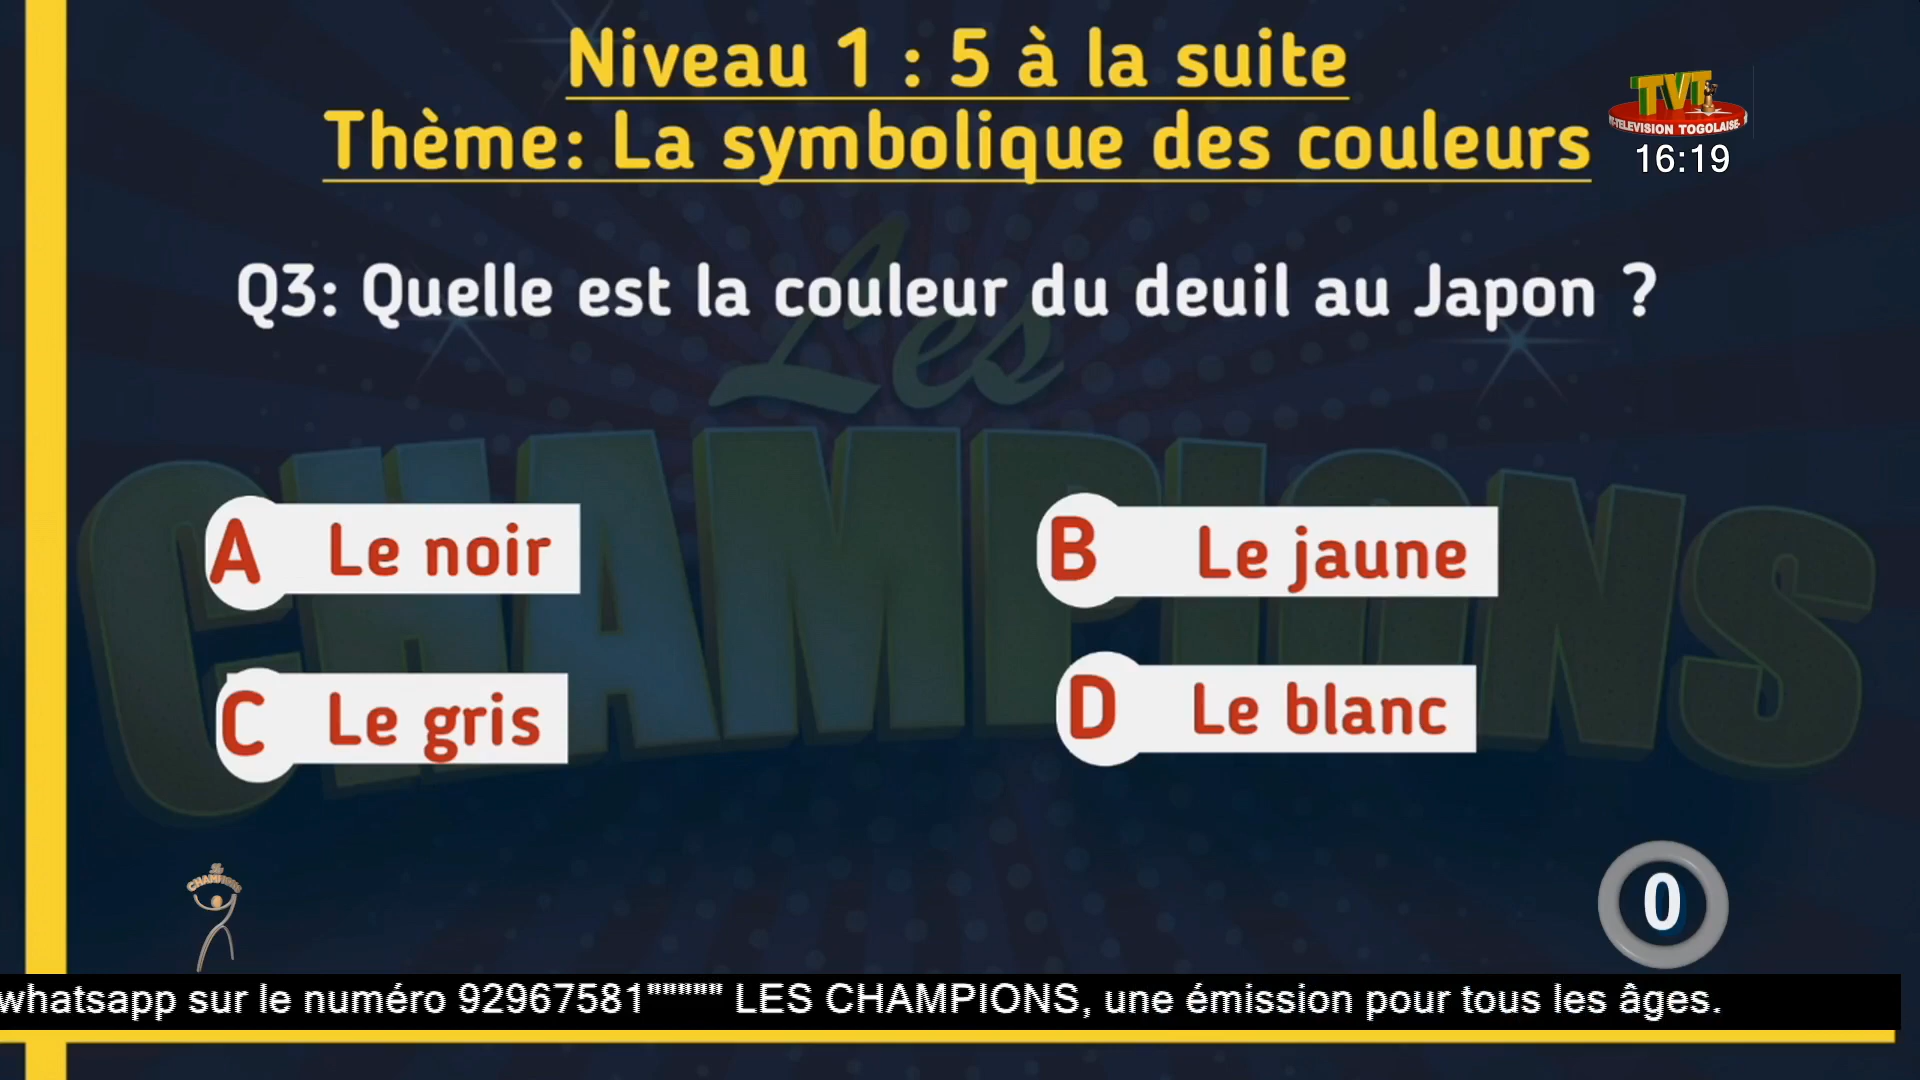 Niveau 1 : 5 à la suite
Thème: La symbolique des couleurs
TVT
TELEVISION TOGOLAISE
16:19
Q3: Quelle est la couleur du deuil au Japon ?
Les
CHAMPIONS
A Le noir
B Le jaune
C Le gris
D Le blanc
CHAMPIONS
0
whatsapp sur le numéro 92967581""""" LES CHAMPIONS, une émission pour tous les âges.